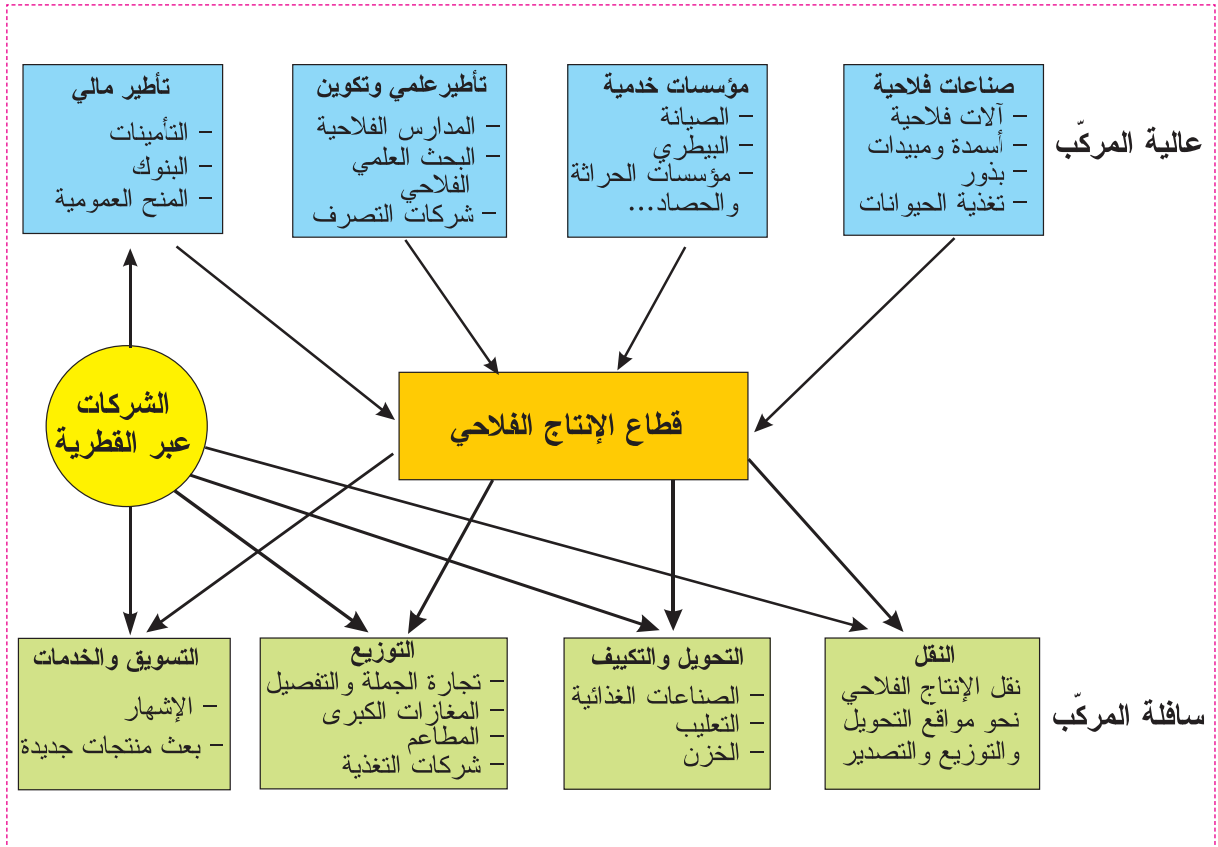 عالية المركّب
صناعات فلاحية
– آلات فلاحية
– أسمدة ومبيدات
– بذور
– تغذية الحيوانات
مؤسسات خدمية
– الصيانة
– البيطري
– مؤسسات الحراثة
والحصاد...
تأطيرعلمي وتكوين
– المدارس الفلاحية
– البحث العلمي
الفلاحي
– شركات التصرف
تأطير مالي
– التأمينات
– البنوك
– المنح العمومية
قطاع الإنتاج الفلاحي
الشركات
عبر القطرية
سافلة المركّب
النقل
نقل الإنتاج الفلاحي
نحو مواقع التحويل
والتوزيع والتصدير
التحويل والتكييف
– الصناعات الغذائية
– التعليب
– الخزن
التوزيع
– تجارة الجملة والتفصيل
– المغازات الكبرى
– المطاعم
– شركات التغذية
التسويق والخدمات
– الإشهار
– بعث منتجات جديدة